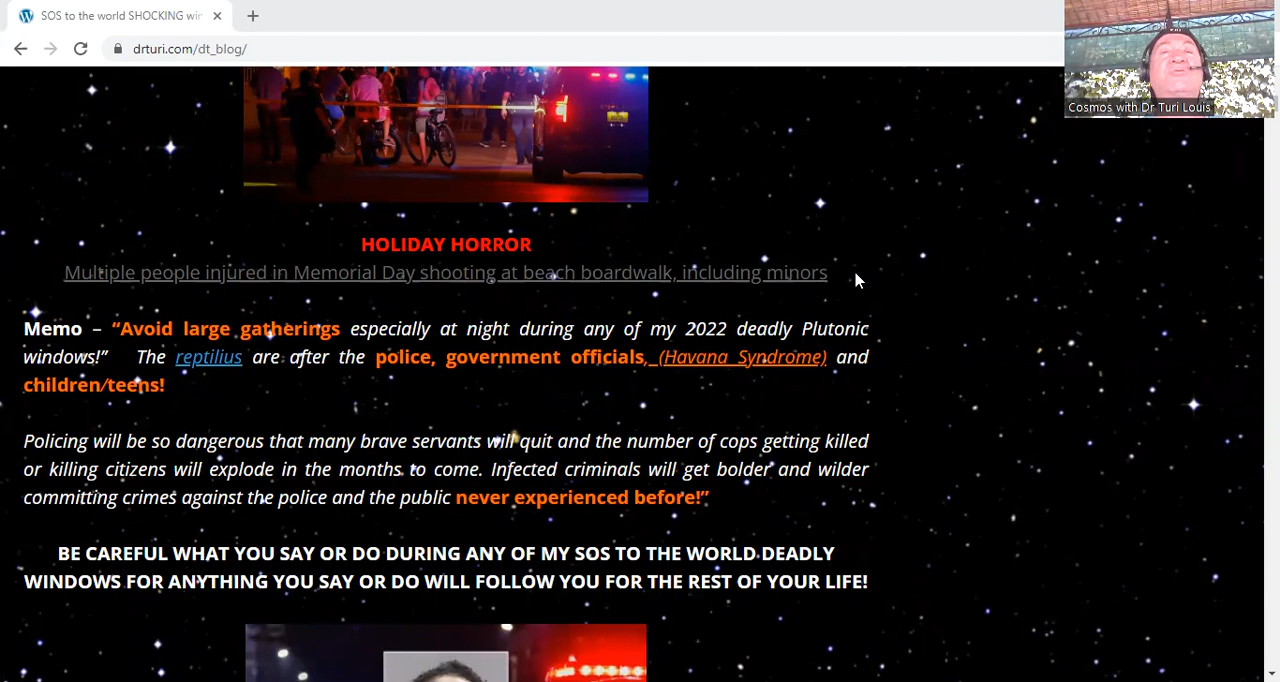 SOS to the world SHOCKING wi
drturi.com/dt_blog/
Cosmos with Dr Turi Louis
HOLIDAY HORROR
Multiple people injured in Memorial Day shooting at beach boardwalk, including minors
Memo – “Avoid large gatherings especially at night during any of my 2022 deadly Plutonic
windows!” The reptilius are after the police, government officials, (Havana Syndrome) and
children/teens!
Policing will be so dangerous that many brave servants will quit and the number of cops getting killed
or killing citizens will explode in the months to come. Infected criminals will get bolder and wilder
committing crimes against the police and the public never experienced before!”
BE CAREFUL WHAT YOU SAY OR DO DURING ANY OF MY SOS TO THE WORLD DEADLY
WINDOWS FOR ANYTHING YOU SAY OR DO WILL FOLLOW YOU FOR THE REST OF YOUR LIFE!